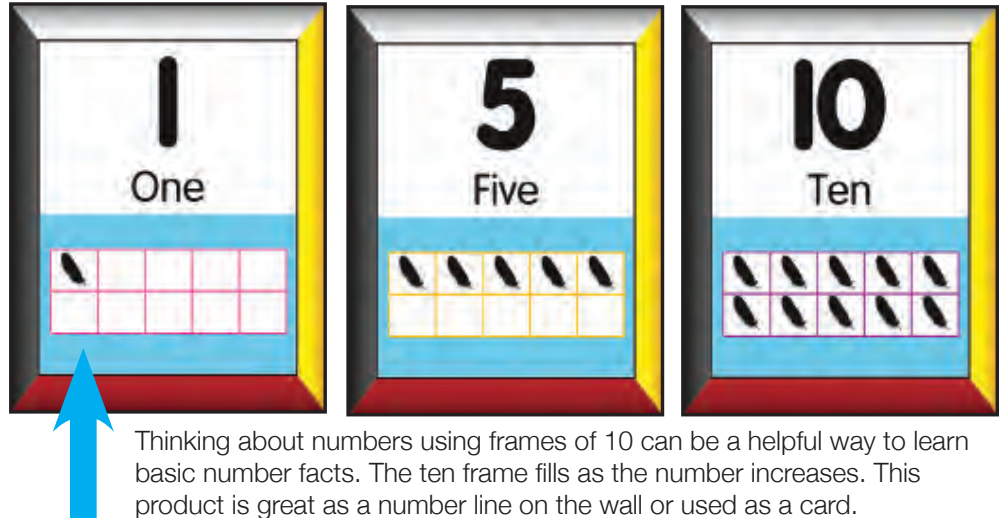 1 5 10
One Five Ten
Thinking about numbers using frames of 10 can be a helpful way to learn
basic number facts. The ten frame fills as the number increases. This
product is great as a number line on the wall or used as a card.